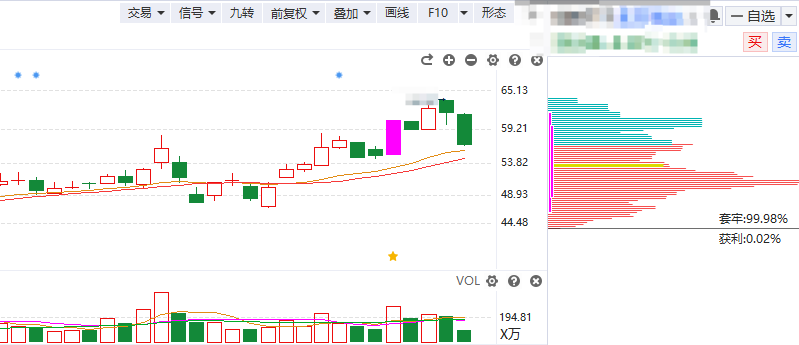 交易 信号 九转 前复权 叠加 画线 F10 形态 一 自选
买 卖
65.13
59.21
53.82
48.93
44.48
套牢:99.98%
获利:0.02%
VOL
194.81
X万